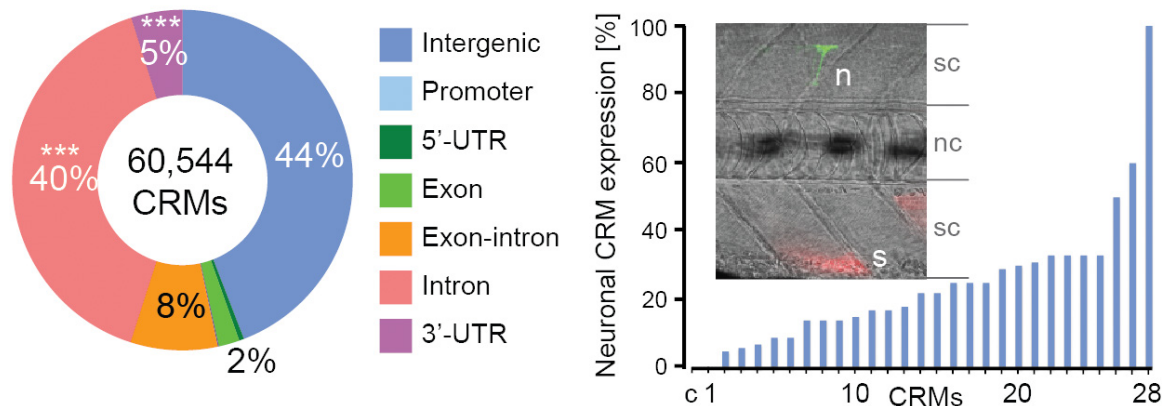 ***
5%
44%
***
40%
60,544
CRMs
8%
2%
Intergenic
Promoter
5’-UTR
Exon
Exon-intron
Intron
3’-UTR
Neuronal CRM expression [%]
100
80
60
40
20
0
n
s
sc
nc
sc
c 1 10 CRMs 20 28